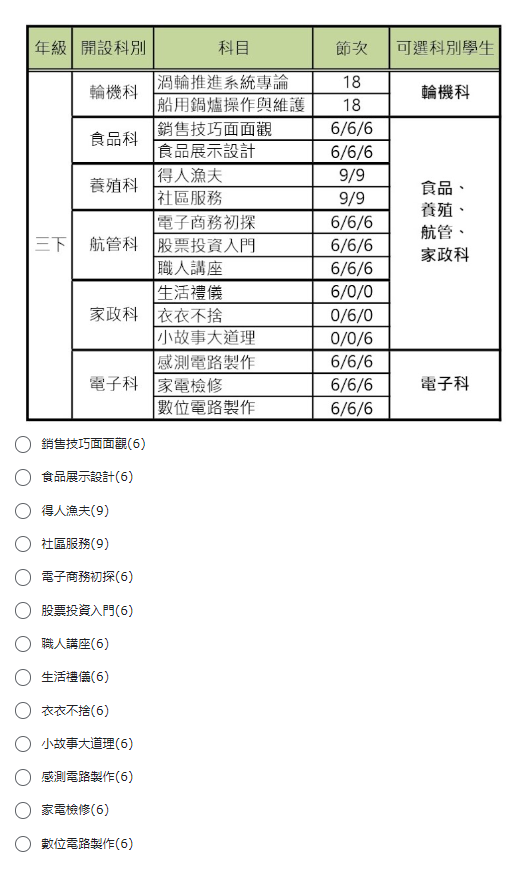 年級 開設科別 科目 節次 可選科別學生
三下 輪機科 渦輪推進系統專論 18 輪機科
船用鍋爐操作與維護 18
食品科 銷售技巧面面觀 6/6/6 食品、養殖、航管、家政科
食品展示設計 6/6/6
養殖科 得人漁夫 9/9
社區服務 9/9
航管科 電子商務初探 6/6/6
股票投資入門 6/6/6
職人講座 6/6/6
家政科 生活禮儀 6/0/0
衣衣不捨 0/6/0
小故事大道理 0/0/6
電子科 感測電路製作 6/6/6 電子科
家電檢修 6/6/6
數位電路製作 6/6/6
銷售技巧面面觀(6)
食品展示設計(6)
得人漁夫(9)
社區服務(9)
電子商務初探(6)
股票投資入門(6)
職人講座(6)
生活禮儀(6)
衣衣不捨(6)
小故事大道理(6)
感測電路製作(6)
家電檢修(6)
數位電路製作(6)